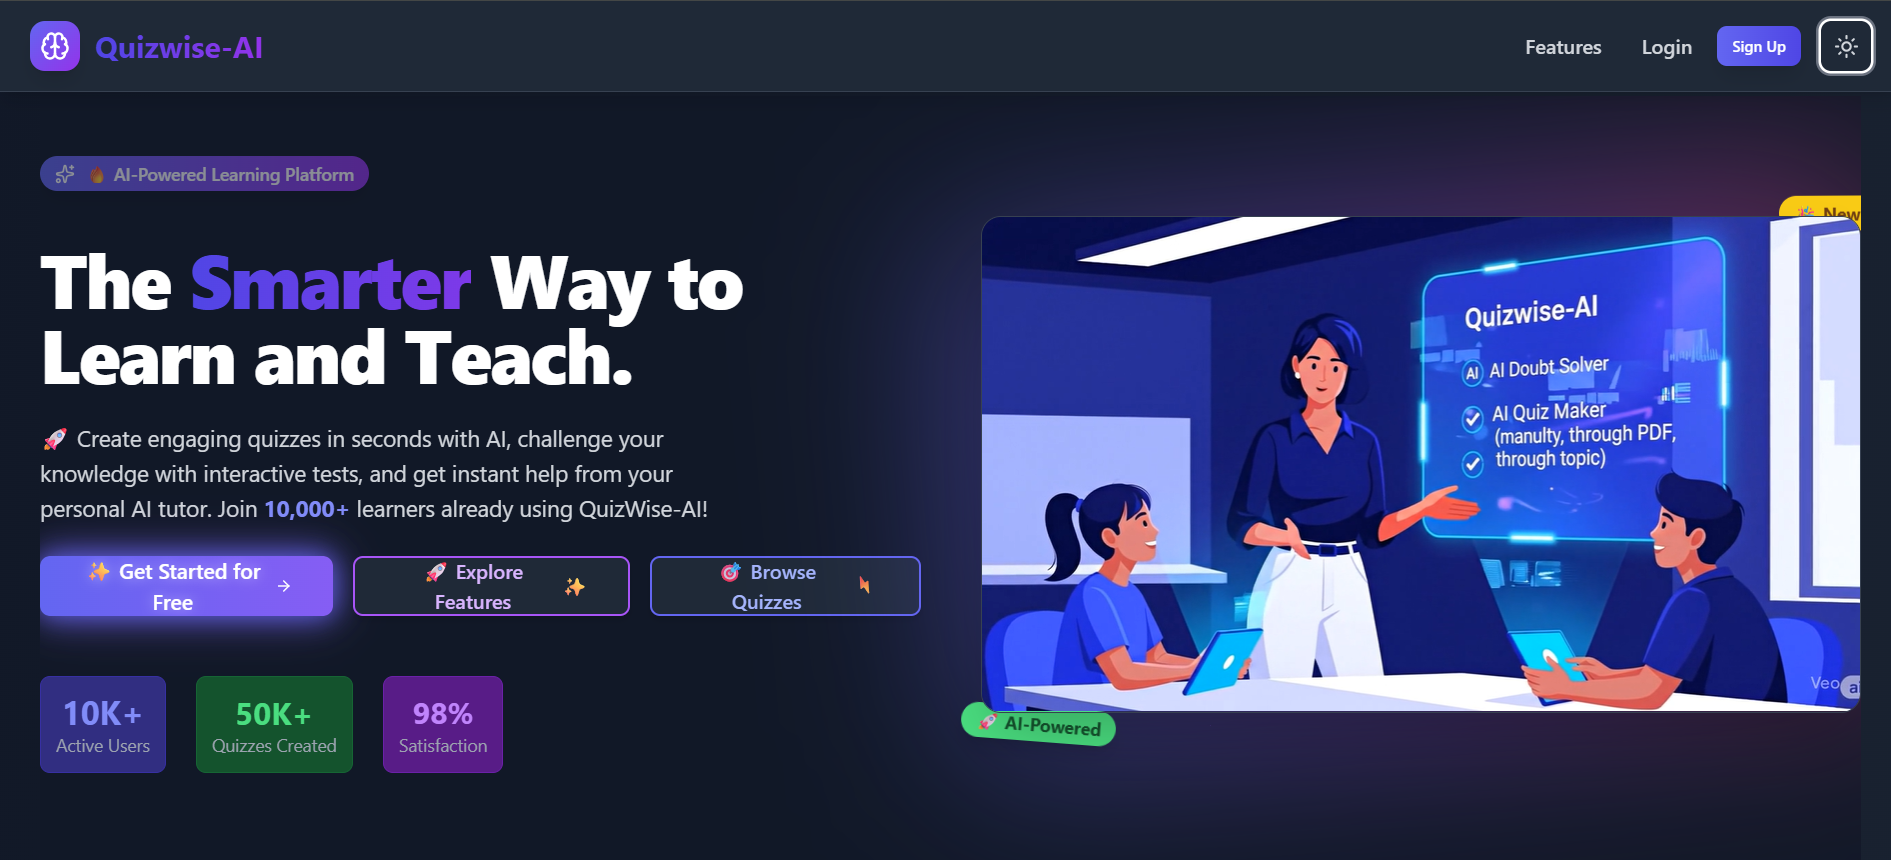 Quizwise-AI
Features
Login
Sign Up
🔥 AI-Powered Learning Platform
The Smarter Way to
Learn and Teach.
🚀 Create engaging quizzes in seconds with AI, challenge your
knowledge with interactive tests, and get instant help from your
personal AI tutor. Join 10,000+ learners already using QuizWise-AI!
✨ Get Started for
Free
🚀 Explore
Features
✨
🎯 Browse
Quizzes
10K+
Active Users
50K+
Quizzes Created
98%
Satisfaction
🎉 New
Quizwise-AI
AI AI Doubt Solver
AI Quiz Maker
(manulty, through PDF,
through topic)
Veo
ai
🚀 AI-Powered